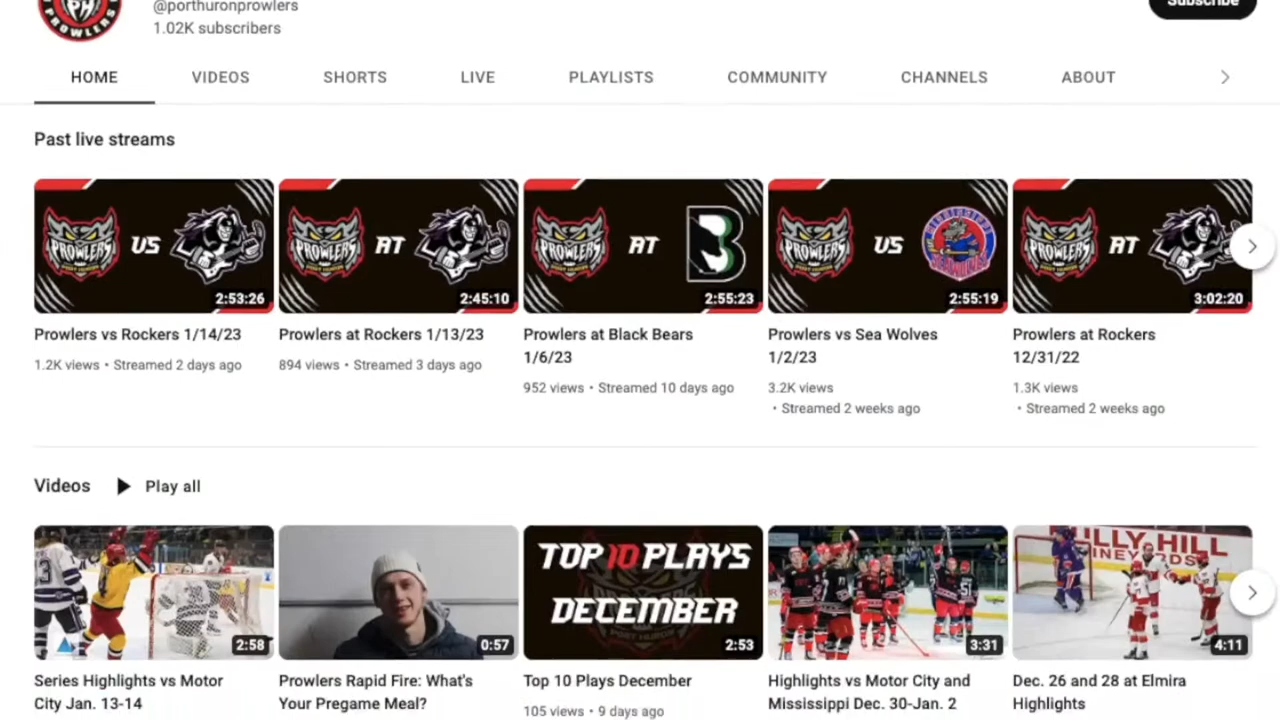 @porthuronprowlers
Subscribe
1.02K subscribers
PH
PROWLERS
HOME VIDEOS SHORTS LIVE PLAYLISTS COMMUNITY CHANNELS ABOUT
Past live streams
PROWLERS VS 2:53:26
PROWLERS AT 2:45:10
PROWLERS AT B 2:55:23
PROWLERS VS SEAWOLVES 2:55:19
PROWLERS AT 3:02:20
Prowlers vs Rockers 1/14/23
1.2K views • Streamed 2 days ago
Prowlers at Rockers 1/13/23
894 views • Streamed 3 days ago
Prowlers at Black Bears
1/6/23
952 views • Streamed 10 days ago
Prowlers vs Sea Wolves
1/2/23
3.2K views
• Streamed 2 weeks ago
Prowlers at Rockers
12/31/22
1.3K views
• Streamed 2 weeks ago
Videos Play all
2:58
0:57
TOP 10 PLAYS
DECEMBER
PORT HURON
2:53
51
3:31
ILLY HILL
INEYARDS
4:11
Series Highlights vs Motor
City Jan. 13-14
Prowlers Rapid Fire: What's
Your Pregame Meal?
Top 10 Plays December
105 views • 9 days ago
Highlights vs Motor City and
Mississippi Dec. 30-Jan. 2
Dec. 26 and 28 at Elmira
Highlights